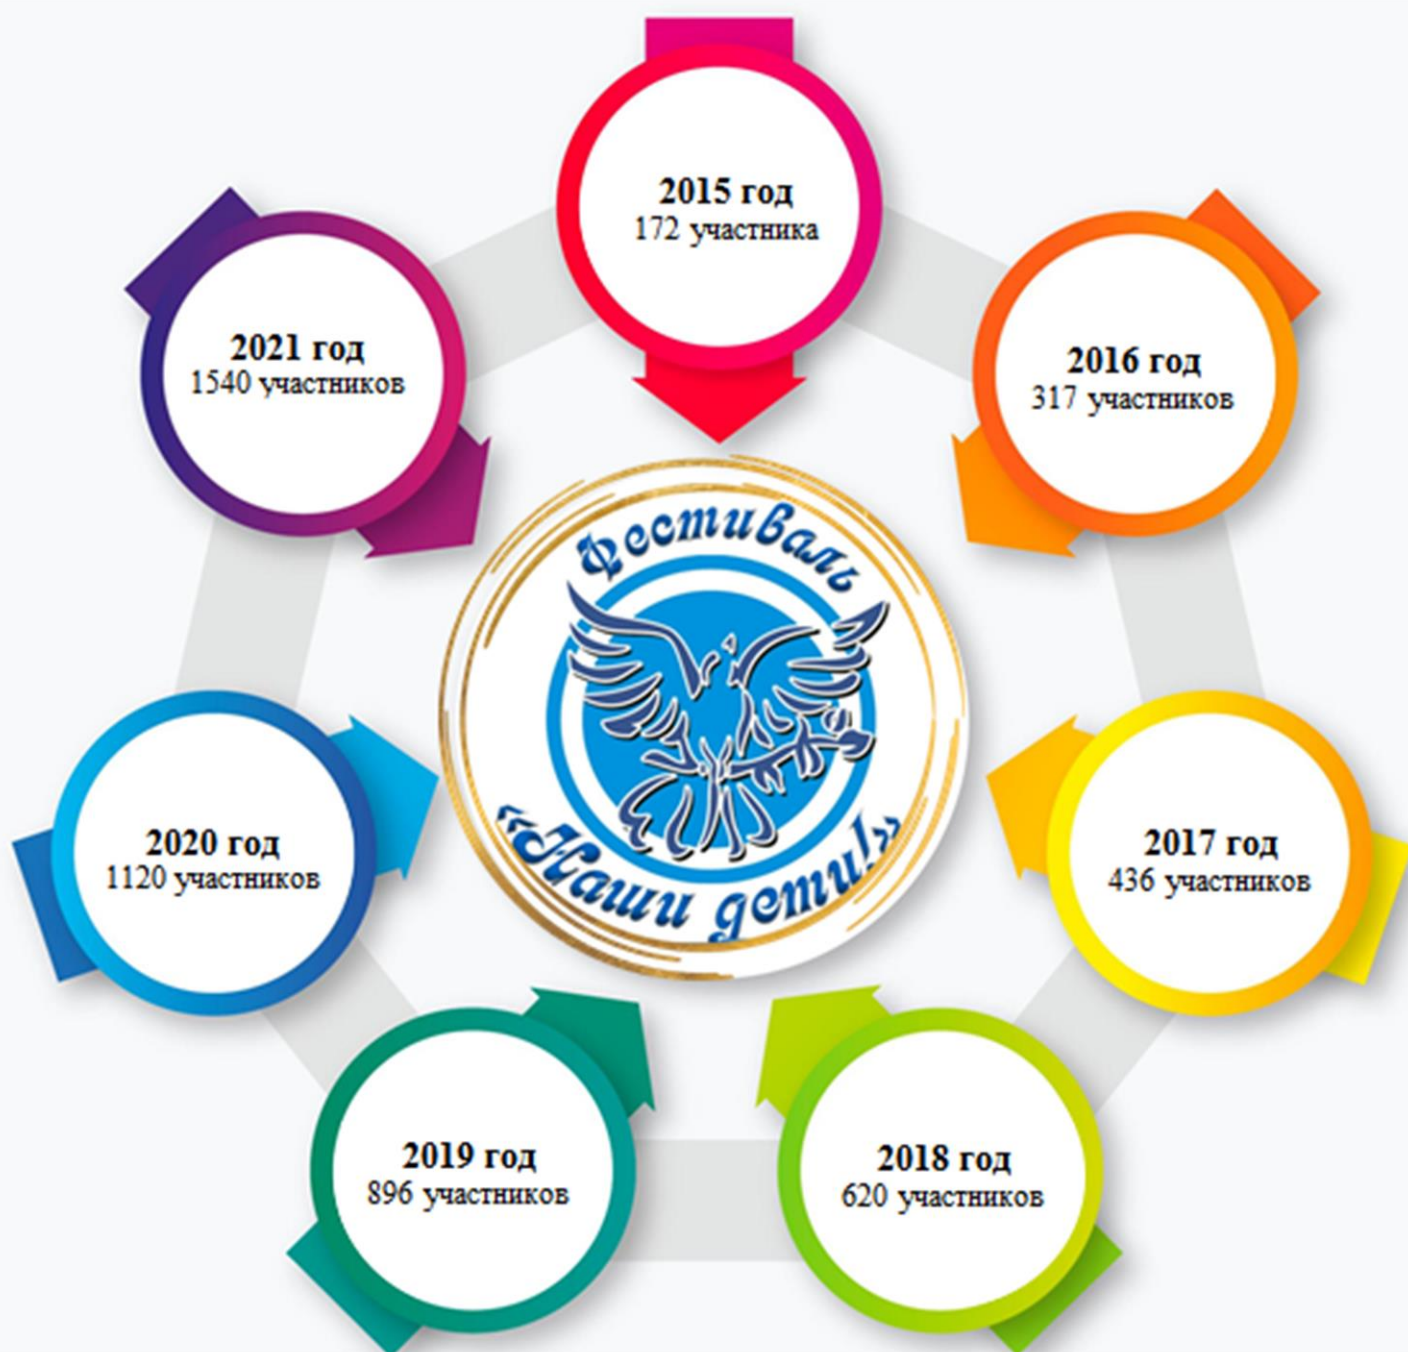 2015 год
172 участника
2016 год
317 участников
2017 год
436 участников
2018 год
620 участников
2019 год
896 участников
2020 год
1120 участников
2021 год
1540 участников
Фестиваль
«Наши дети!»